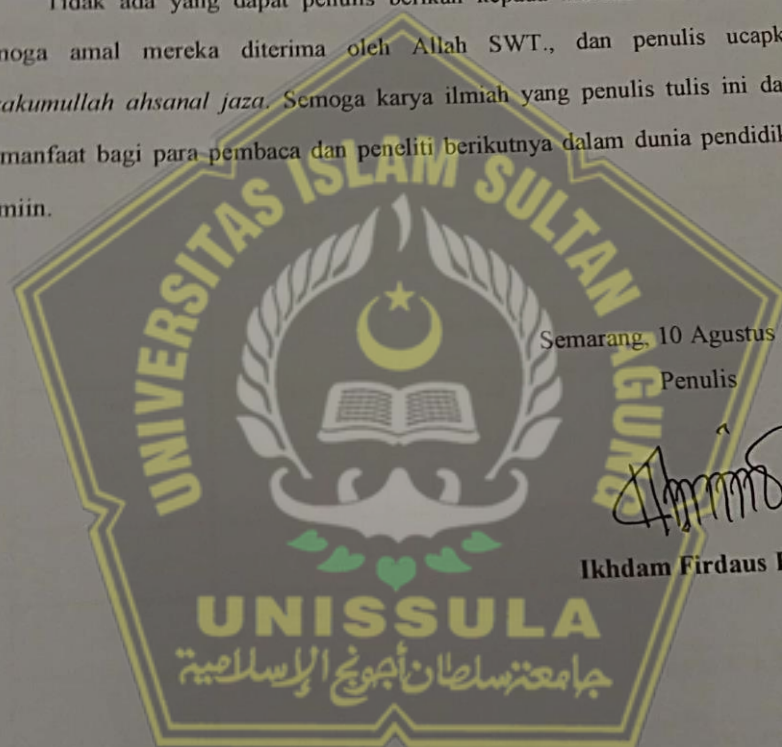 Tidak ada yang dapat penulis berikan kepada
moga amal mereka diterima oleh Allah SWT., dan penulis ucapk
akumullah ahsanal jaza. Semoga karya ilmiah yang penulis tulis ini da
manfaat bagi para pembaca dan peneliti berikutnya dalam dunia pendidik
miin.
UNIVERSITAS ISLAM SULTAN AGUNG
Semarang, 10 Agustus
Penulis
Ikhdam Firdaus
UNISSULA
جامعة سلطان أجونج الإسلامية